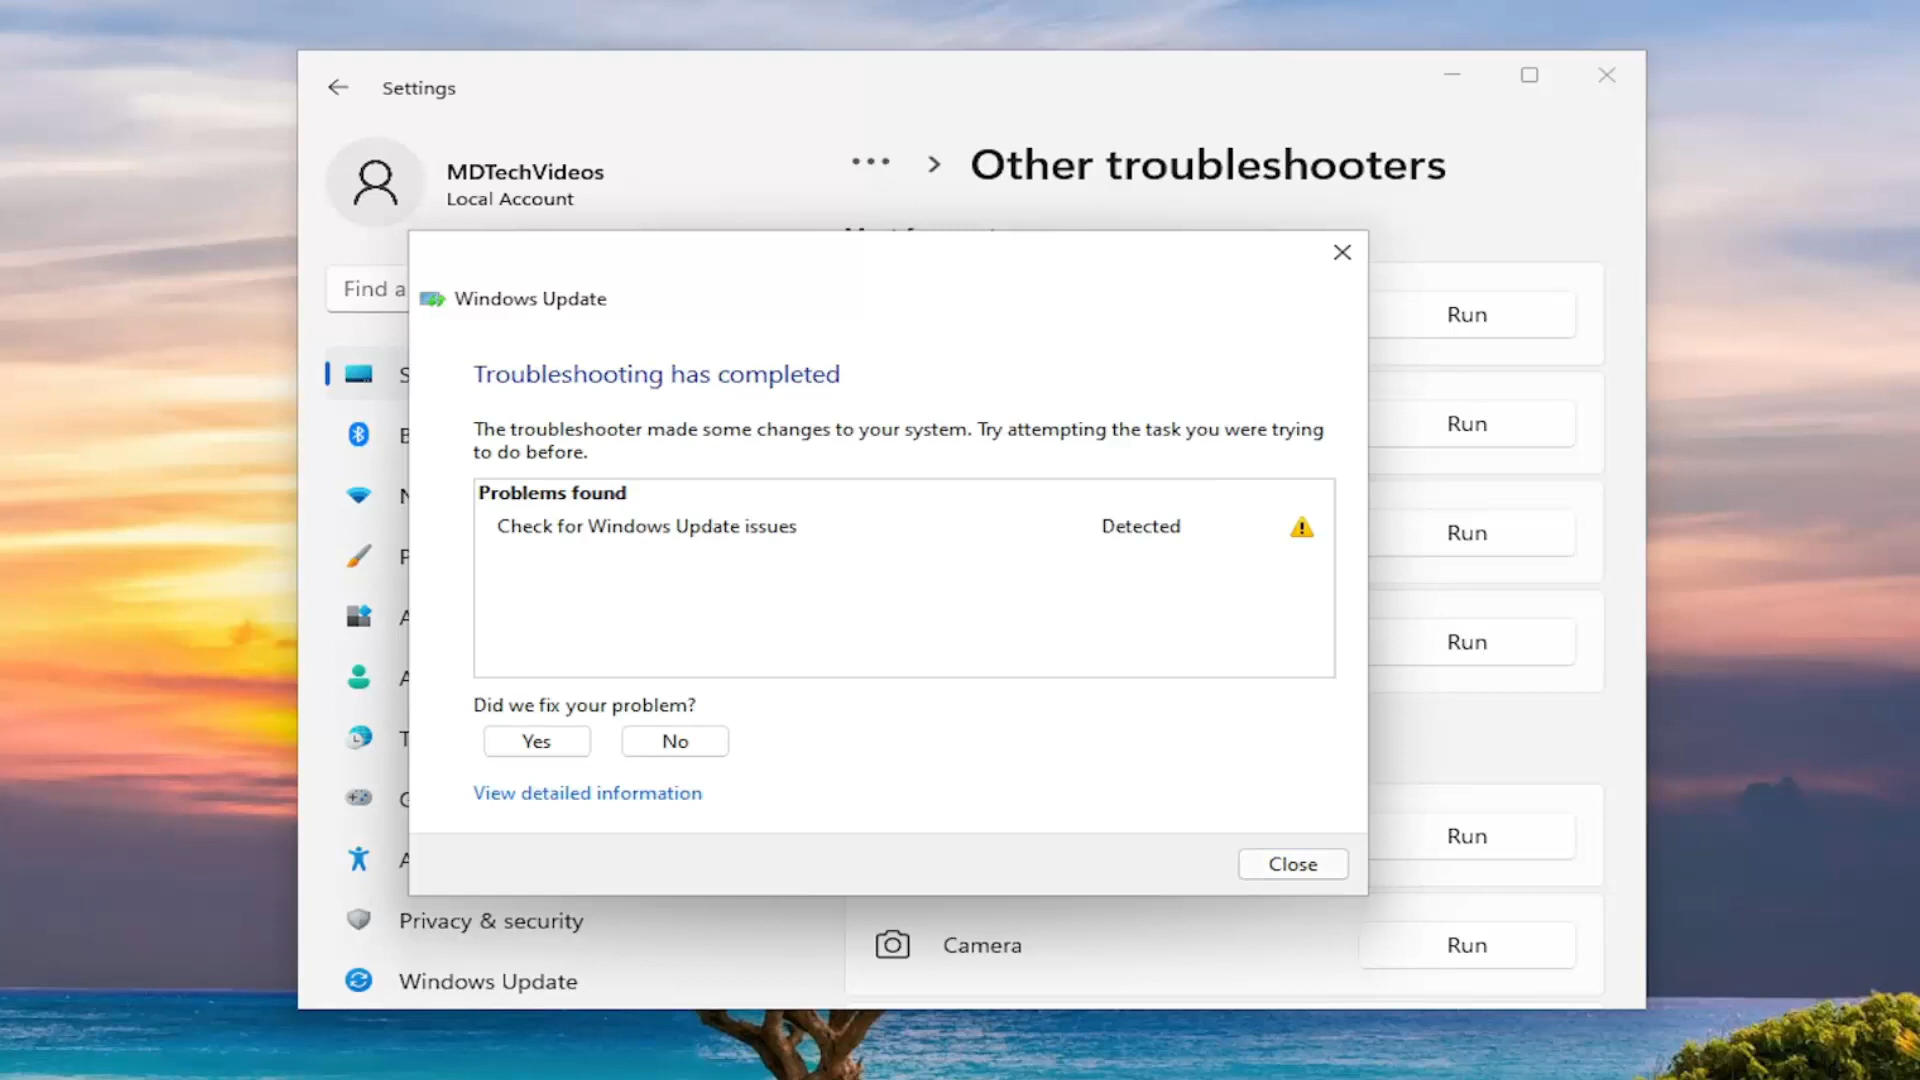 Settings
MDTechVideos
Local Account
Other troubleshooters
Find a
Windows Update
Run
Troubleshooting has completed
The troubleshooter made some changes to your system. Try attempting the task you were trying
to do before.
Run
Problems found
Check for Windows Update issues Detected
Run
Run
Did we fix your problem?
Yes No
View detailed information
Run
Close
Privacy & security
Camera Run
Windows Update